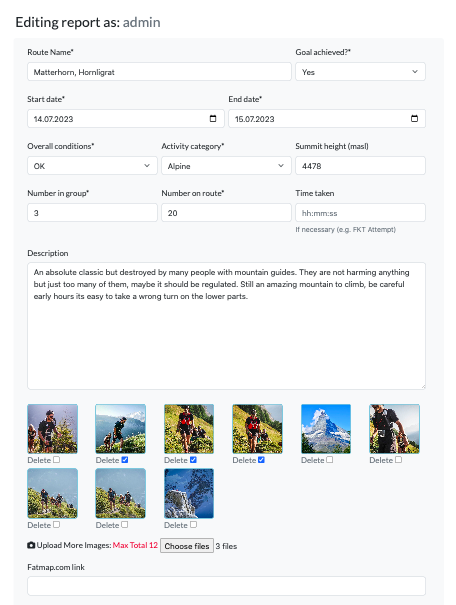 Editing report as: admin
Route Name* Goal achieved?*
Matterhorn, Hornligrat Yes
Start date* End date*
14.07.2023 15.07.2023
Overall conditions* Activity category* Summit height (masl)
OK Alpine 4478
Number in group* Number on route* Time taken
3 20 hh:mm:ss
If necessary (e.g. FKT Attempt)
Description
An absolute classic but destroyed by many people with mountain guides. They are not harming anything
but just too many of them, maybe it should be regulated. Still an amazing mountain to climb, be careful
early hours its easy to take a wrong turn on the lower parts.
Delete Delete Delete Delete Delete Delete
Delete Delete Delete
Upload More Images: Max Total 12 Choose files 3 files
Fatmap.com link